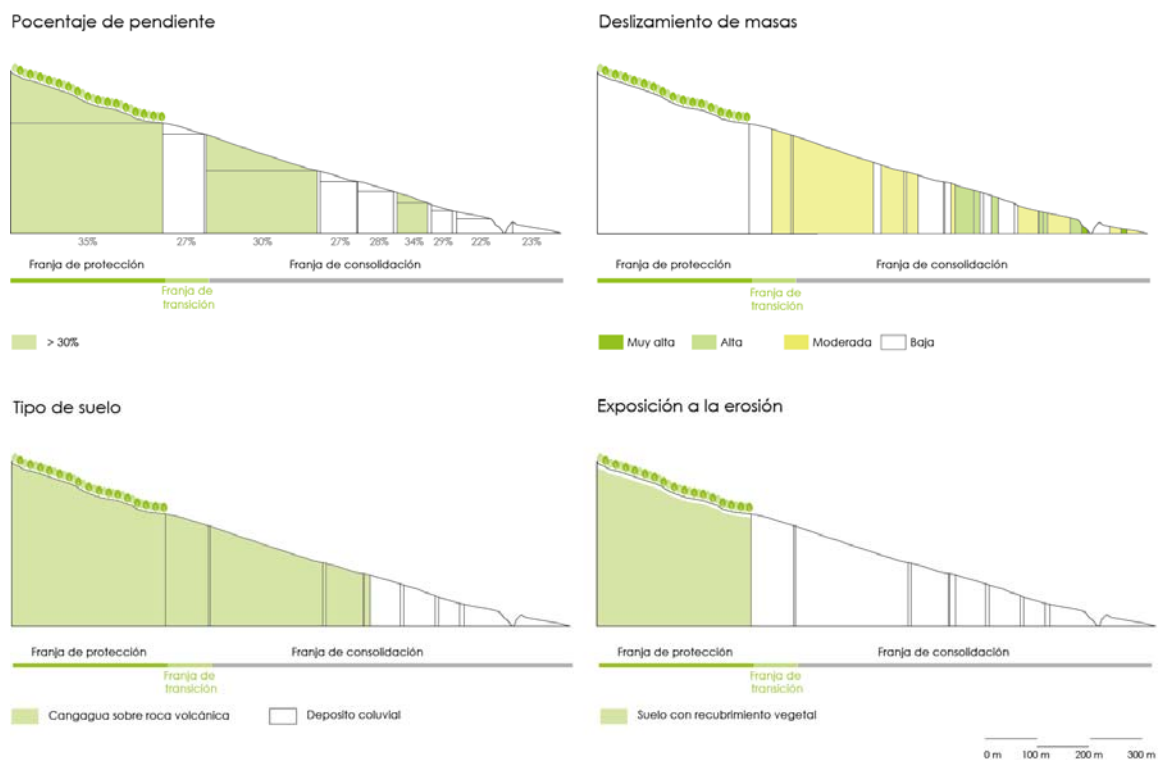 Pocentaje de pendiente
Deslizamiento de masas
35%
27%
30%
27%
28%
34%
29%
22%
23%
Franja de protección
Franja de consolidación
Franja de
transición
Franja de protección
Franja de consolidación
Franja de
transición
> 30%
Muy alta
Alta
Moderada
Baja
Tipo de suelo
Exposición a la erosión
Franja de protección
Franja de consolidación
Franja de
transición
Franja de protección
Franja de consolidación
Franja de
transición
Cangagua sobre roca volcánica
Deposito coluvial
Suelo con recubrimiento vegetal
0 m
100 m
200 m
300 m